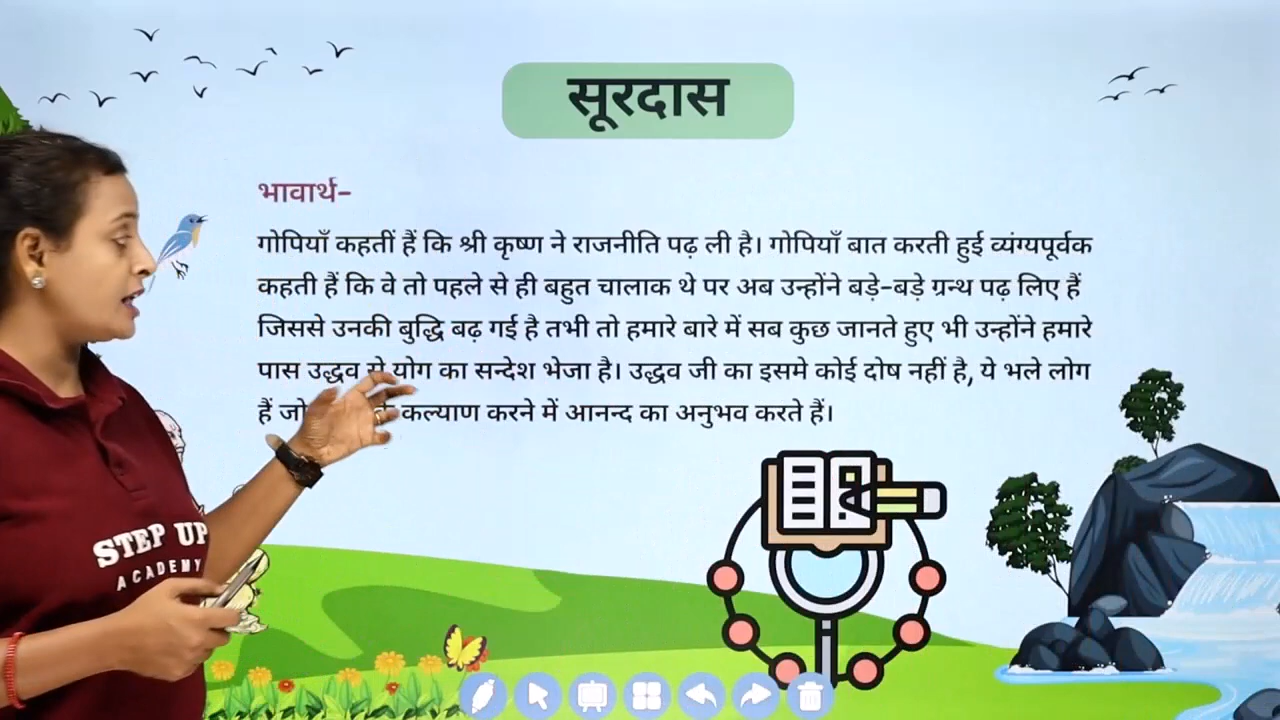 सूरदास
भावार्थ-
गोपियाँ कहतीं हैं कि श्री कृष्ण ने राजनीति पढ़ ली है। गोपियाँ बात करती हुई व्यंग्यपूर्वक
कहती हैं कि वे तो पहले से ही बहुत चालाक थे पर अब उन्होंने बड़े-बड़े ग्रन्थ पढ़ लिए हैं
जिससे उनकी बुद्धि बढ़ गई है तभी तो हमारे बारे में सब कुछ जानते हुए भी उन्होंने हमारे
पास उद्धव से योग का सन्देश भेजा है। उद्धव जी का इसमे कोई दोष नहीं है, ये भले लोग
हैं जो कल्याण करने में आनन्द का अनुभव करते हैं।
STEP UP
ACADEMY